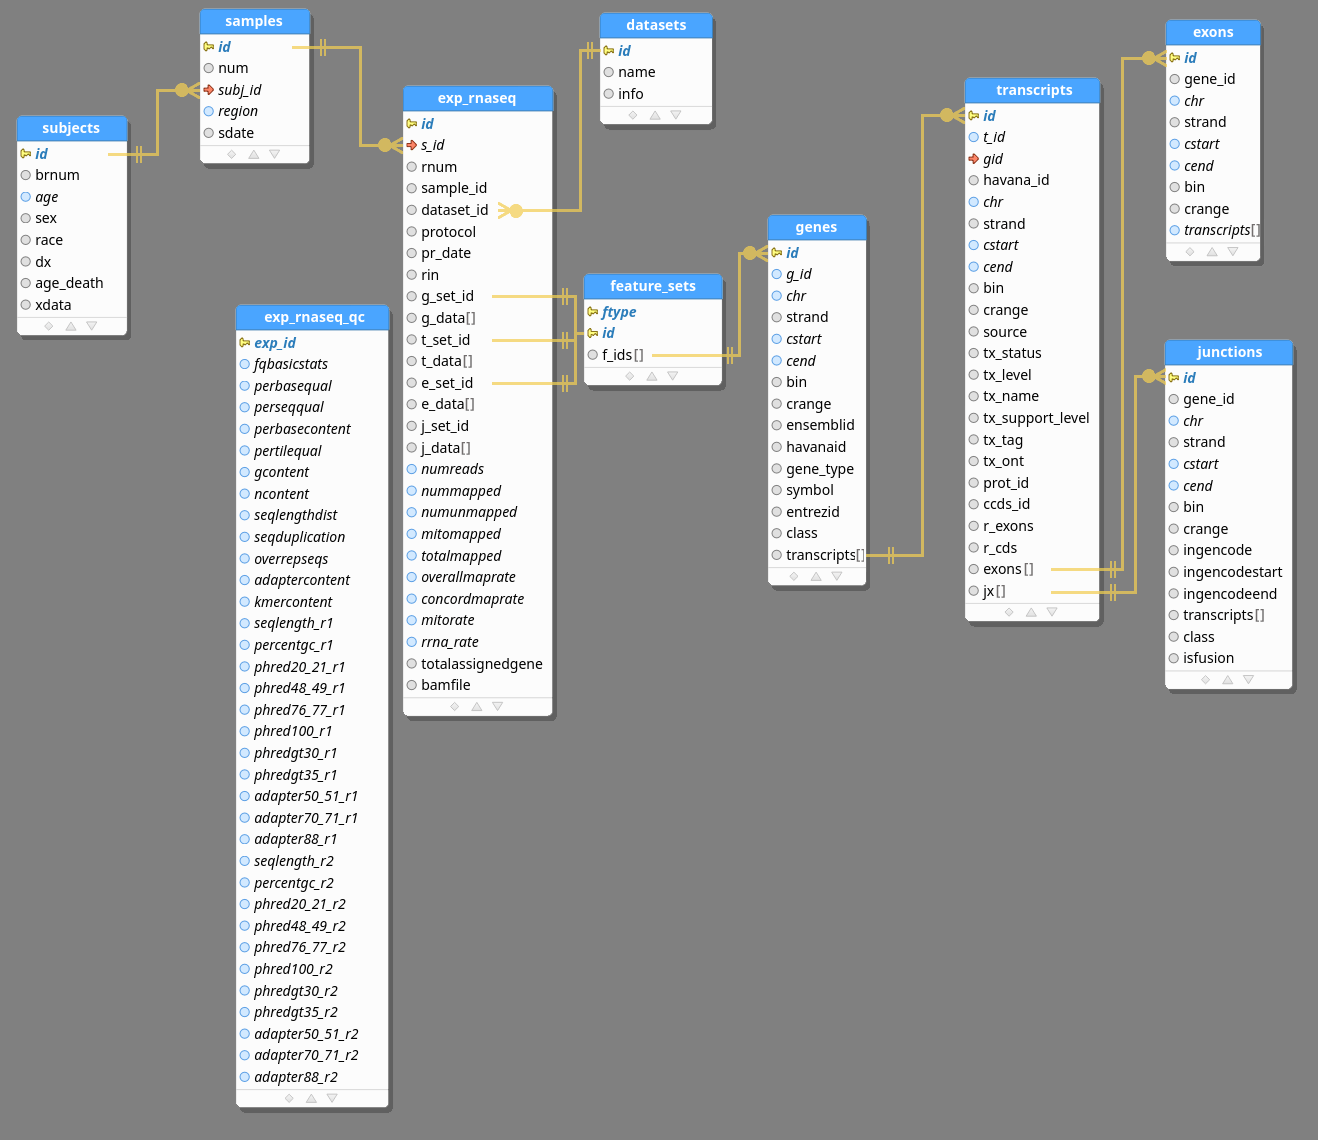 samples
id
num
subj_id
region
sdate
subjects
id
brnum
age
sex
race
dx
age_death
xdata
exp_rnaseq_qc
exp_id
fqbasicstats
perbasequal
perseqqual
perbasecontent
pertilequal
gcontent
ncontent
seqlengthdist
seqduplication
overrepseqs
adaptercontent
kmercontent
seqlength_r1
percentgc_r1
phred20_21_r1
phred48_49_r1
phred76_77_r1
phred100_r1
phredgt30_r1
phredgt35_r1
adapter50_51_r1
adapter70_71_r1
adapter88_r1
seqlength_r2
percentgc_r2
phred20_21_r2
phred48_49_r2
phred76_77_r2
phred100_r2
phredgt30_r2
phredgt35_r2
adapter50_51_r2
adapter70_71_r2
adapter88_r2
exp_rnaseq
id
s_id
rnum
sample_id
dataset_id
protocol
pr_date
rin
g_set_id
g_data[]
t_set_id
t_data[]
e_set_id
e_data[]
j_set_id
j_data[]
numreads
nummapped
numunmapped
mitomapped
totalmapped
overallmaprate
concordmaprate
mitorate
rrna_rate
totalassignedgene
bamfile
datasets
id
name
info
feature_sets
ftype
id
f_ids[]
genes
id
g_id
chr
strand
cstart
cend
bin
crange
ensemblid
havanaid
gene_type
symbol
entrezid
class
transcripts[]
transcripts
id
t_id
gid
havana_id
chr
strand
cstart
cend
bin
crange
source
tx_status
tx_level
tx_name
tx_support_level
tx_tag
tx_ont
prot_id
ccds_id
r_exons
r_cds
exons[]
jx[]
exons
id
gene_id
chr
strand
cstart
cend
bin
crange
transcripts[]
junctions
id
gene_id
chr
strand
cstart
cend
bin
crange
ingencode
ingencodestart
ingencodeend
transcripts[]
class
isfusion